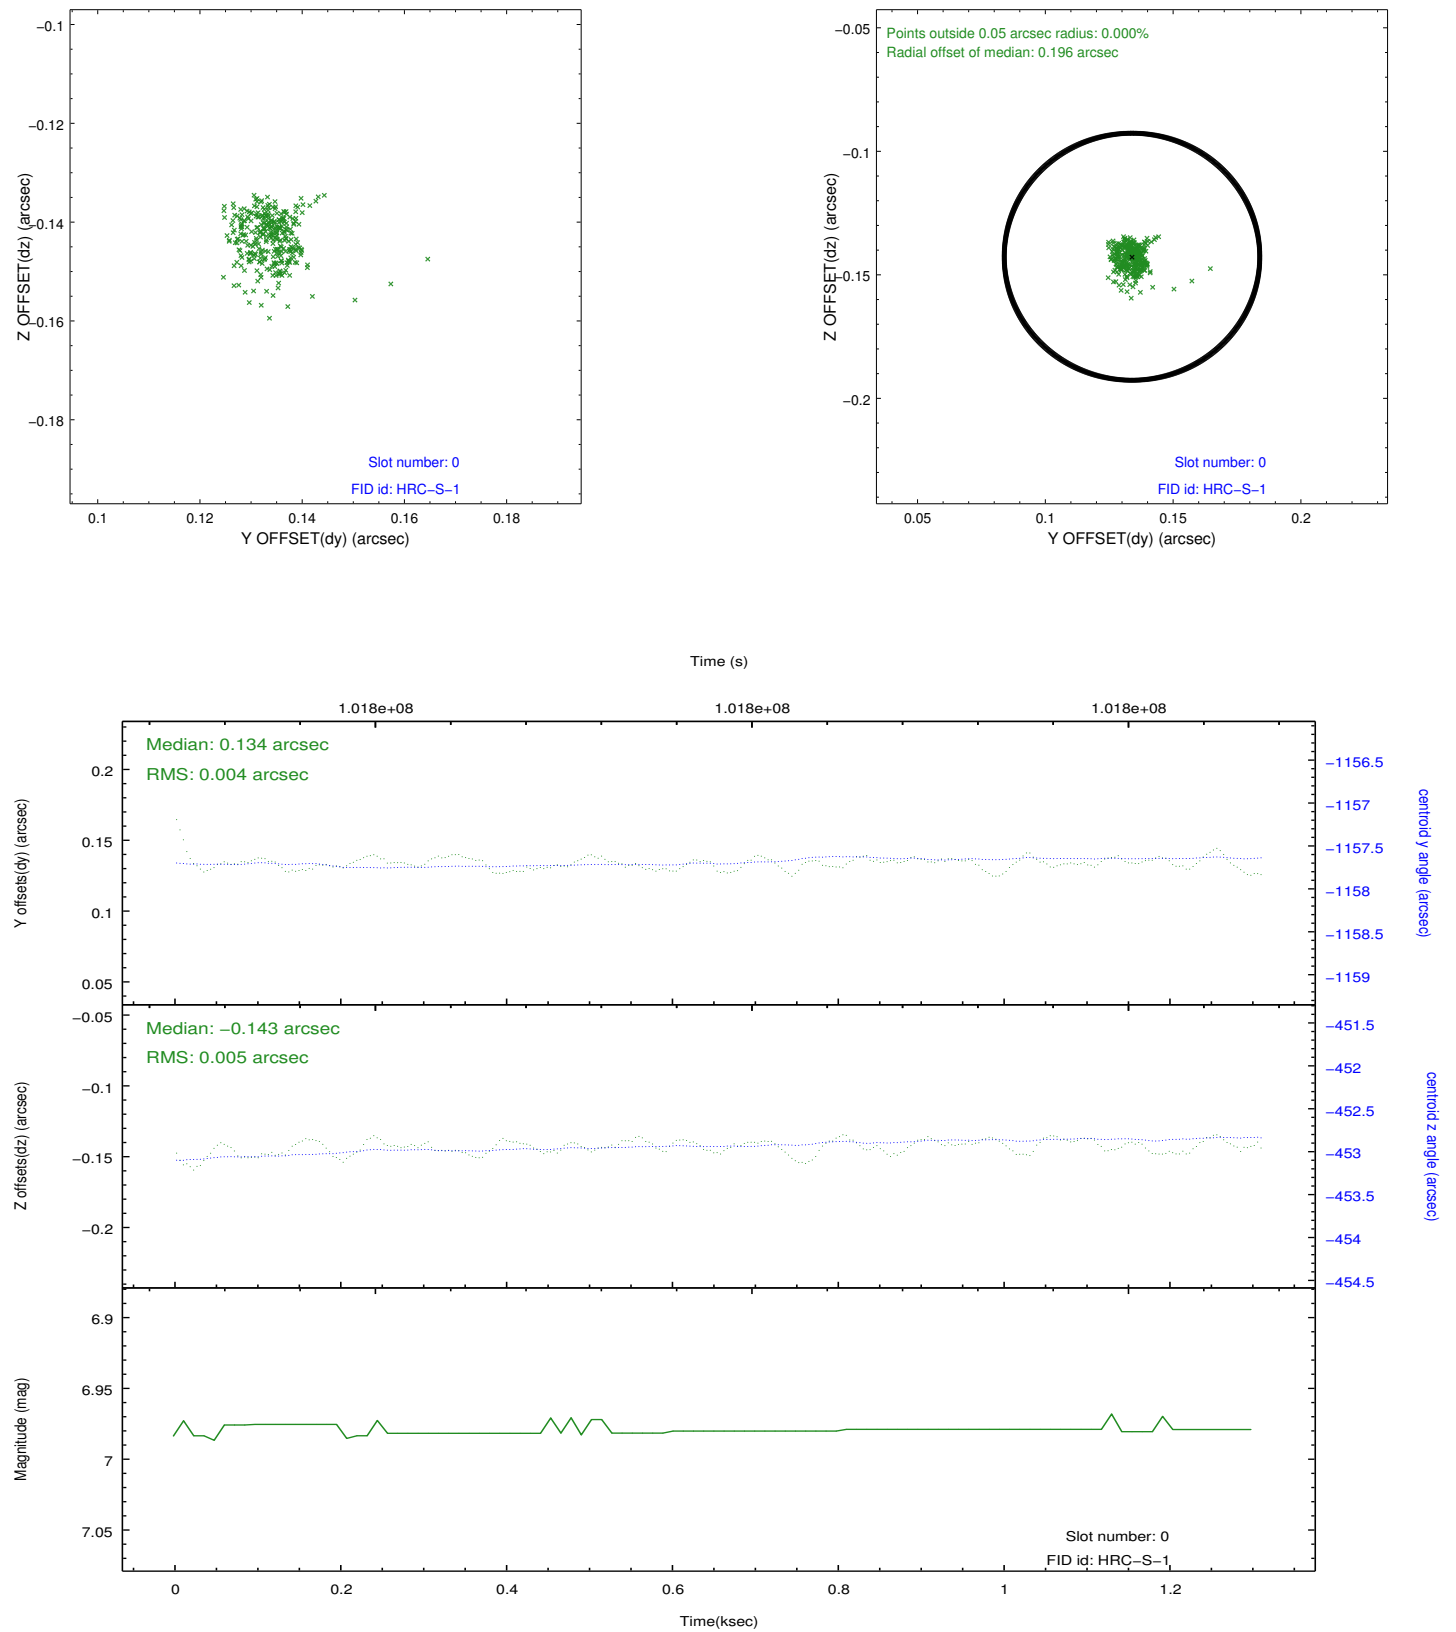 −0.1
−0.12
−0.14
−0.16
−0.18
Z OFFSET(dz) (arcsec)
Slot number: 0
FID id: HRC−S−1
0.1 0.12 0.14 0.16 0.18
Y OFFSET(dy) (arcsec)
Points outside 0.05 arcsec radius: 0.000%
Radial offset of median: 0.196 arcsec
−0.05
−0.1
−0.15
−0.2
Z OFFSET(dz) (arcsec)
Slot number: 0
FID id: HRC−S−1
0.05 0.1 0.15 0.2
Y OFFSET(dy) (arcsec)
Time (s)
1.018e+08 1.018e+08 1.018e+08
Median: 0.134 arcsec
RMS: 0.004 arcsec
0.2
0.15
0.1
0.05
Y offsets(dy) (arcsec)
−1156.5
−1157
−1157.5
−1158
−1158.5
−1159
centroid y angle (arcsec)
Median: −0.143 arcsec
RMS: 0.005 arcsec
−0.05
−0.1
−0.15
−0.2
Z offsets(dz) (arcsec)
−451.5
−452
−452.5
−453
−453.5
−454
−454.5
centroid z angle (arcsec)
6.9
6.95
7
7.05
Magnitude (mag)
Slot number: 0
FID id: HRC−S−1
0 0.2 0.4 0.6 0.8 1 1.2
Time(ksec)